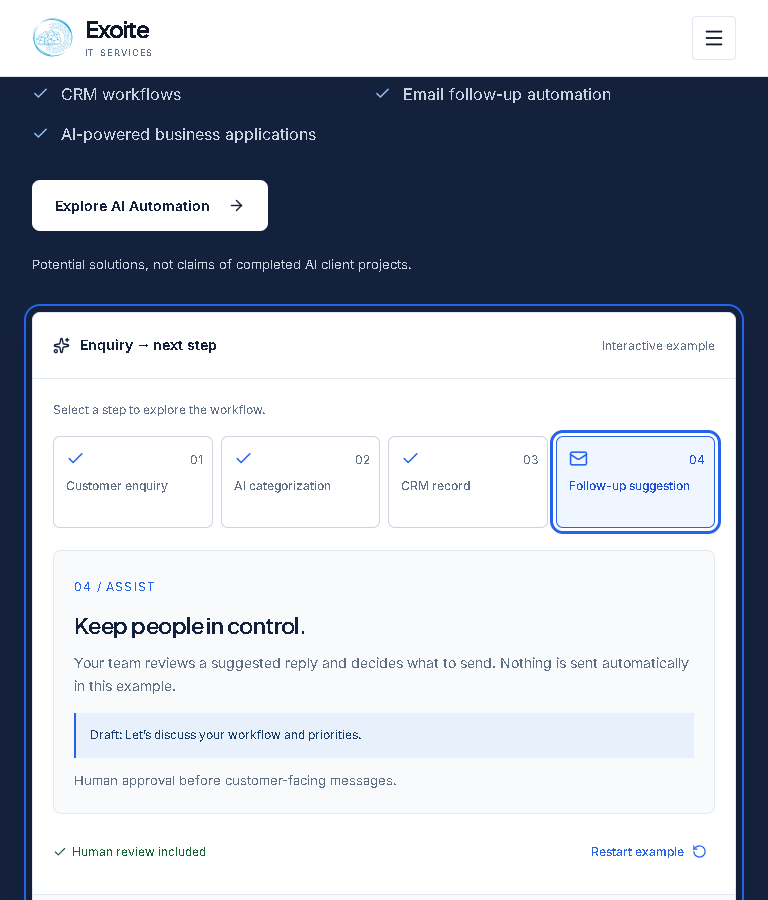 Exoite
IT SERVICES
CRM workflows
Email follow-up automation
AI-powered business applications
Explore AI Automation →
Potential solutions, not claims of completed AI client projects.
Enquiry → next step
Interactive example
Select a step to explore the workflow.
01
Customer enquiry
02
AI categorization
03
CRM record
04
Follow-up suggestion
04 / ASSIST
Keep people in control.
Your team reviews a suggested reply and decides what to send. Nothing is sent automatically
in this example.
Draft: Let's discuss your workflow and priorities.
Human approval before customer-facing messages.
Human review included
Restart example